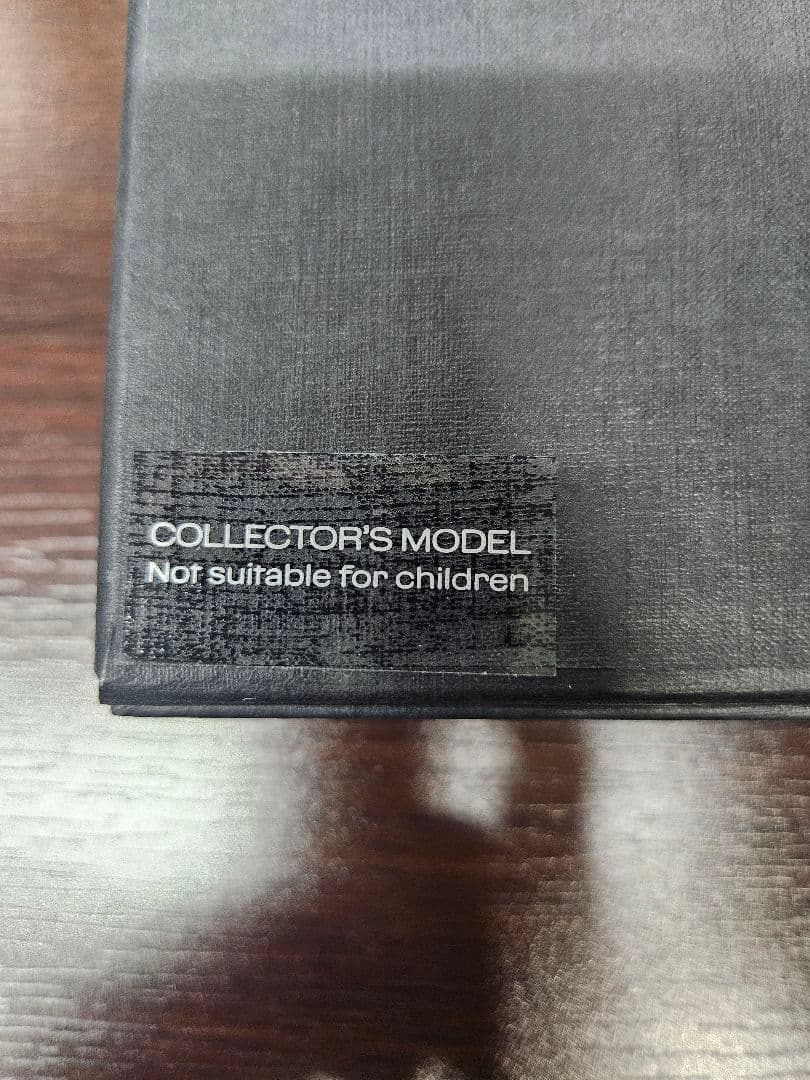 COLLECTOR'S MODEL
Not suitable for children